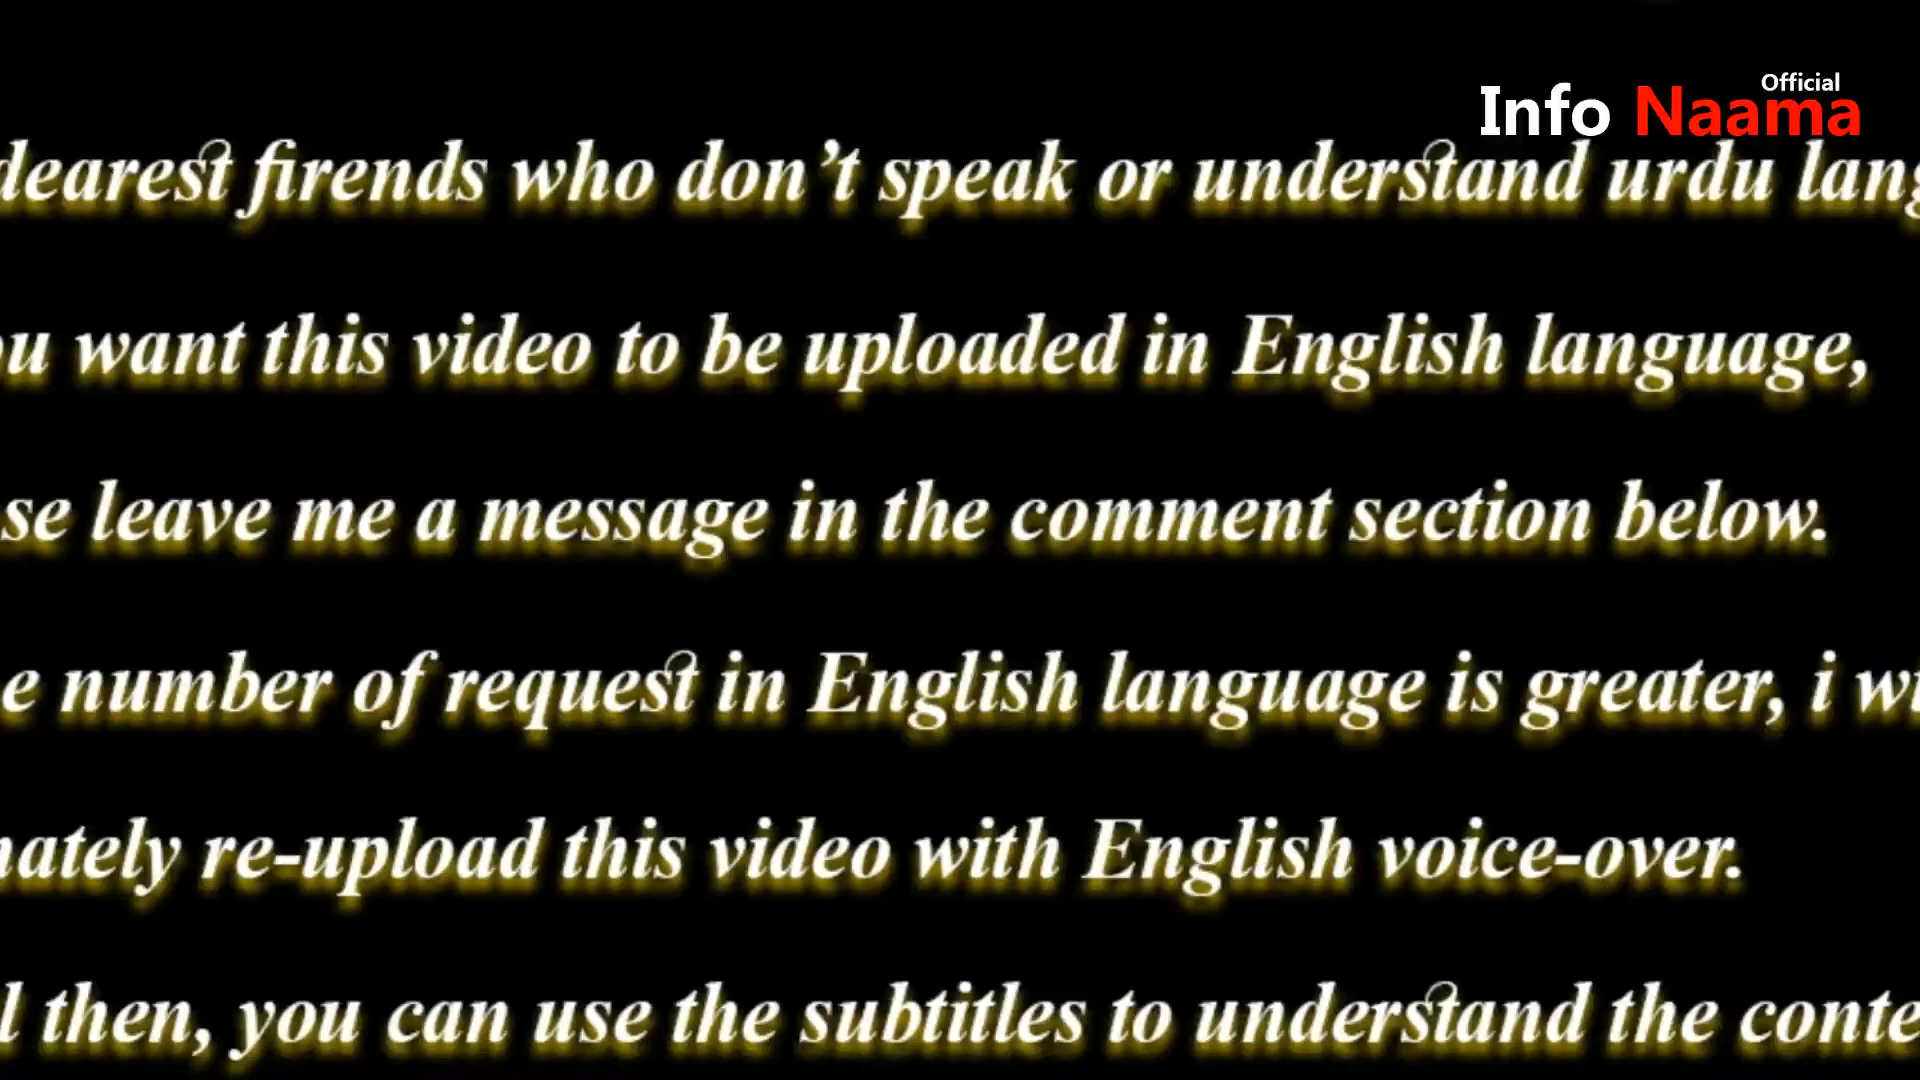 Official
Info Naama
dearest firends who don't speak or understand urdu lang
u want this video to be uploaded in English language,
se leave me a message in the comment section below.
e number of request in English language is greater, i wi
ately re-upload this video with English voice-over.
l then, you can use the subtitles to understand the conte